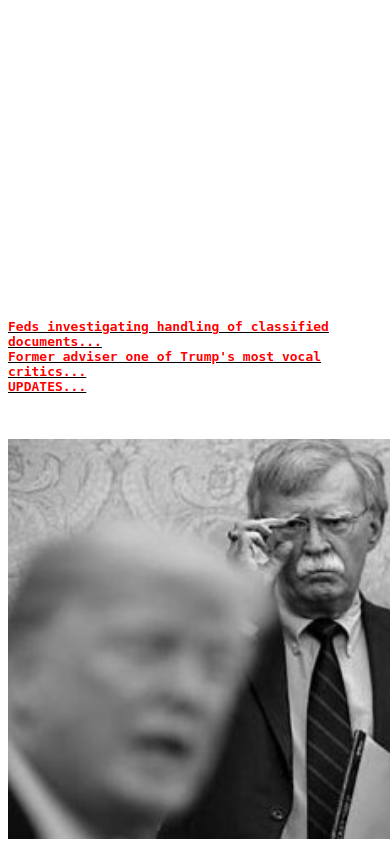 Feds investigating handling of classified
documents...
Former adviser one of Trump's most vocal
critics...
UPDATES...